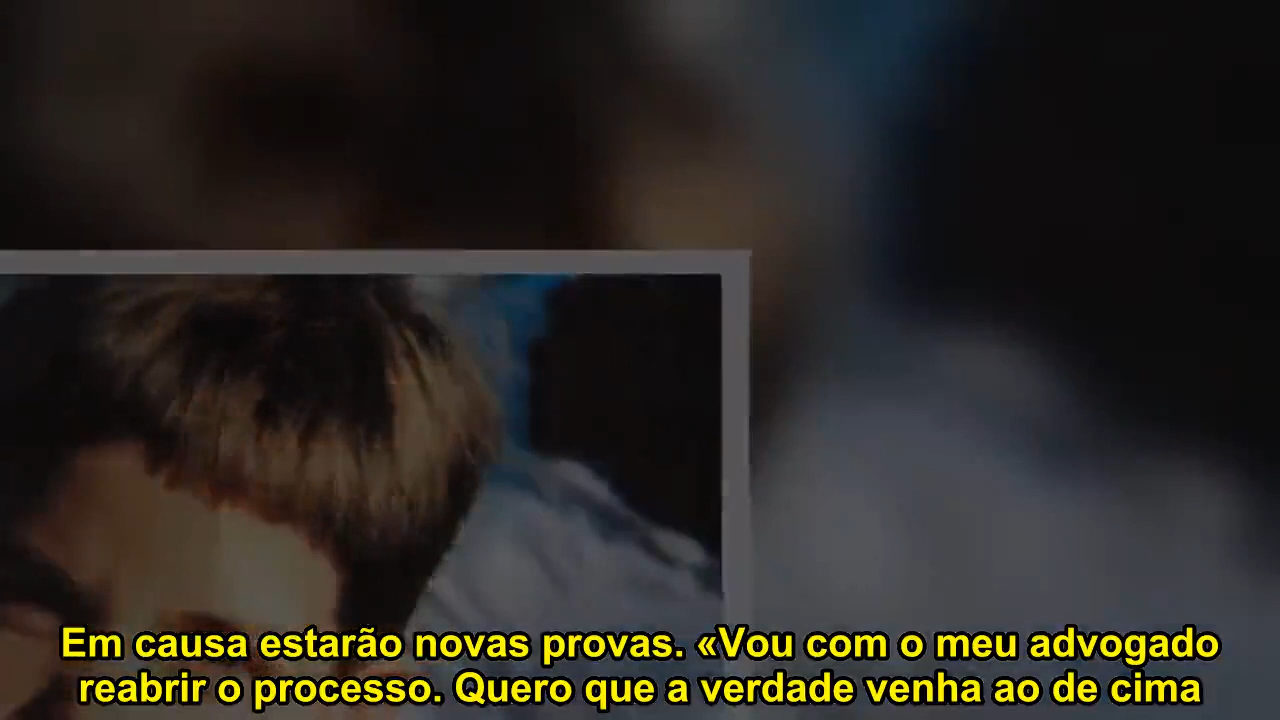 Em causa estarão novas provas. «Vou com o meu advogado
reabrir o processo. Quero que a verdade venha ao de cima